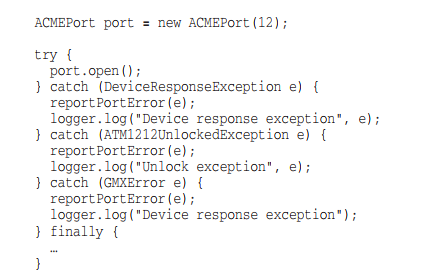 ACMEPort port = new ACMEPort(12);
try {
port.open();
} catch (DeviceResponseException e) {
reportPortError(e);
logger.log("Device response exception", e);
} catch (ATM1212UnlockedException e) {
reportPortError(e);
logger.log("Unlock exception", e);
} catch (GMXError e) {
reportPortError(e);
logger.log("Device response exception");
} finally {
…
}